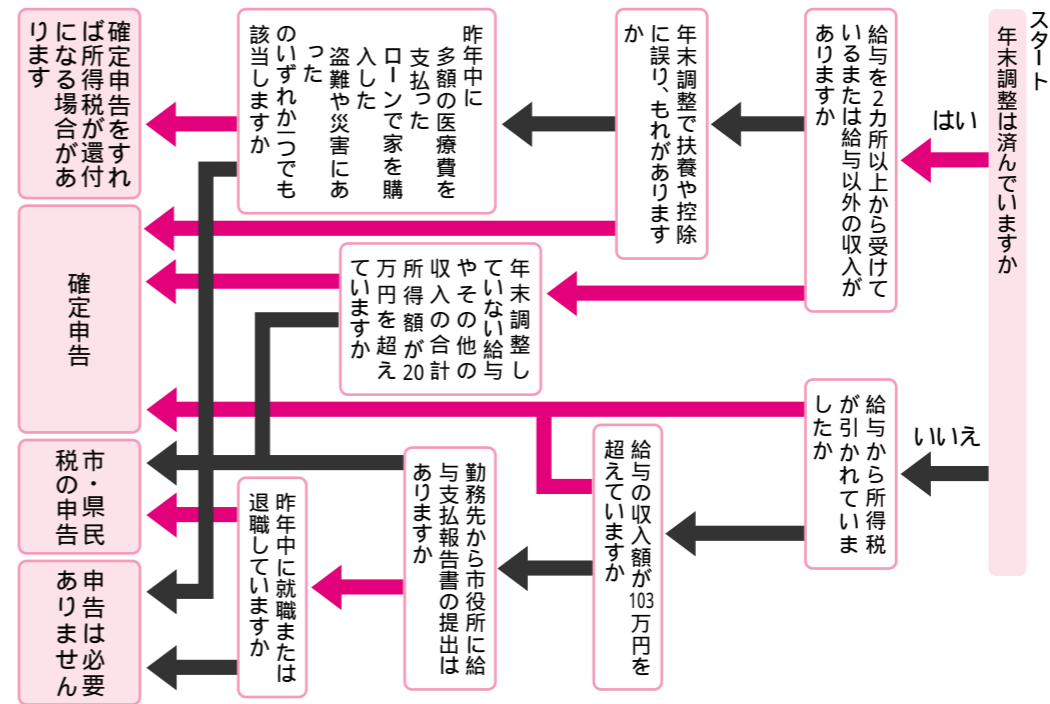 スタート
年末調整は済んでいますか
はい
いいえ
給与を2カ所以上から受けて
いるまたは給与以外の収入が
ありますか
年末調整で扶養や控除
に誤り、もれがあります
か
昨年中に
多額の医療費を
支払った
ローンで家を購
入した
盗難や災害にあ
った
のいずれか一つでも
該当しますか
確定申告をすれ
ば所得税が還付
になる場合があ
ります
年末調整し
ていない給与
やその他の
収入の合計
所得額が20
万円を超え
ていますか
確定申告
給与から所得税
が引かれていま
したか
給与の収入額が103万円を
超えていますか
勤務先から市役所に給
与支払報告書の提出は
ありますか
昨年中に就職または
退職していますか
市・県民
税の申告
申告は必要
ありません